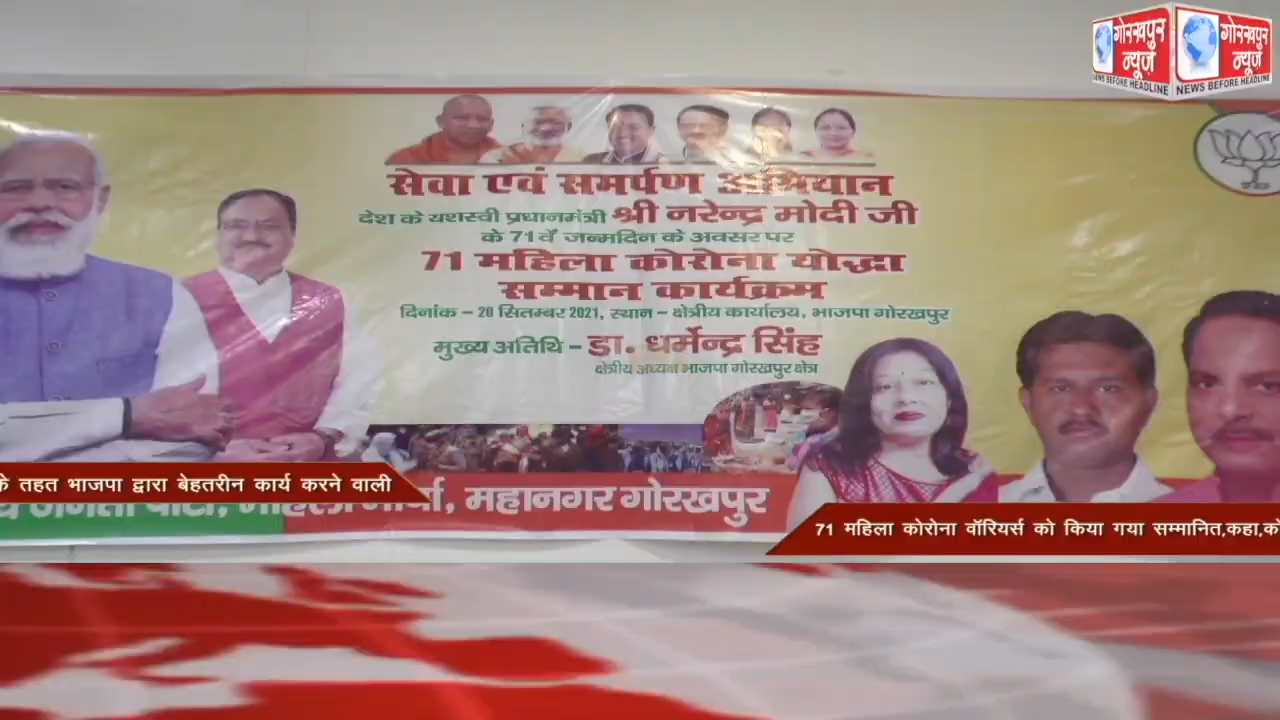 गोरखपुर न्यूज़
NEWS BEFORE HEADLINE
गोरखपुर न्यूज़
NEWS BEFORE HEADLINE
सेवा एवं समर्पण अभियान
देश के यशस्वी प्रधानमंत्री श्री नरेन्द्र मोदी जी
के 71 वें जन्मदिन के अवसर पर
71 महिला कोरोना योद्धा
सम्मान कार्यक्रम
दिनांक – 20 सितम्बर 2021, स्थान – क्षेत्रीय कार्यालय, भाजपा गोरखपुर
मुख्य अतिथि – डा. धर्मेन्द्र सिंह
क्षेत्रीय अध्यक्ष भाजपा गोरखपुर क्षेत्र
के तहत भाजपा द्वारा बेहतरीन कार्य करने वाली
महानगर गोरखपुर
71 महिला कोरोना वॉरियर्स को किया गया सम्मानित,कहा,को